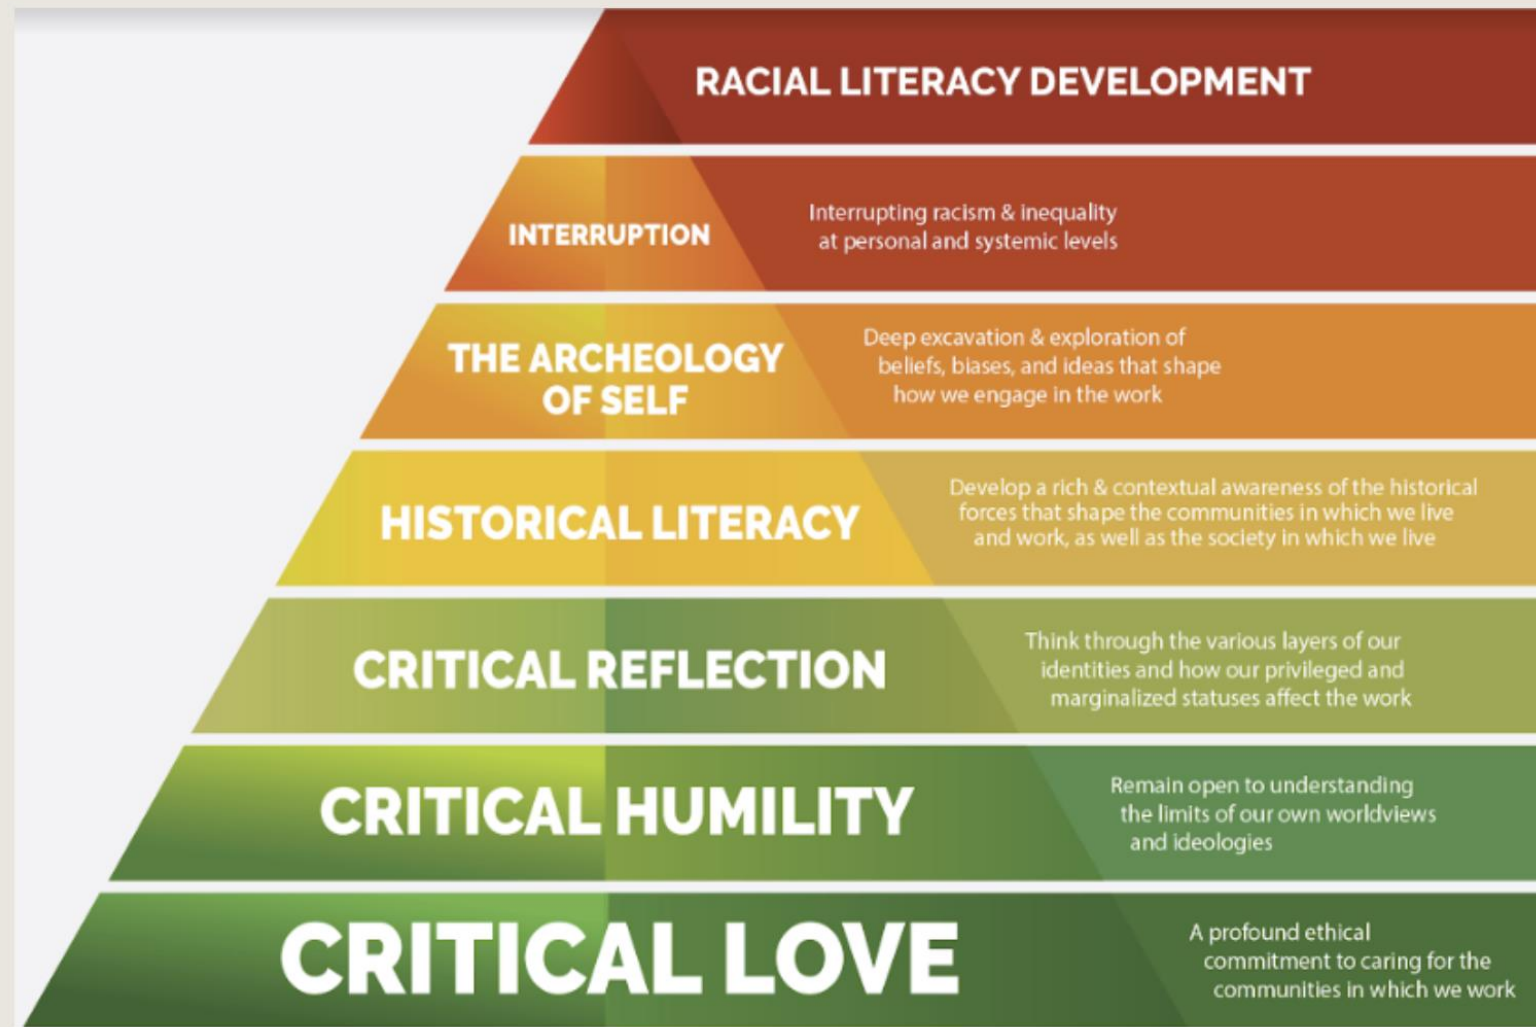 RACIAL LITERACY DEVELOPMENT
INTERRUPTION
Interrupting racism & inequality
at personal and systemic levels
THE ARCHEOLOGY
OF SELF
Deep excavation & exploration of
beliefs, biases, and ideas that shape
how we engage in the work
HISTORICAL LITERACY
Develop a rich & contextual awareness of the historical
forces that shape the communities in which we live
and work, as well as the society in which we live
CRITICAL REFLECTION
Think through the various layers of our
identities and how our privileged and
marginalized statuses affect the work
CRITICAL HUMILITY
Remain open to understanding
the limits of our own worldviews
and ideologies
CRITICAL LOVE
A profound ethical
commitment to caring for the
communities in which we work